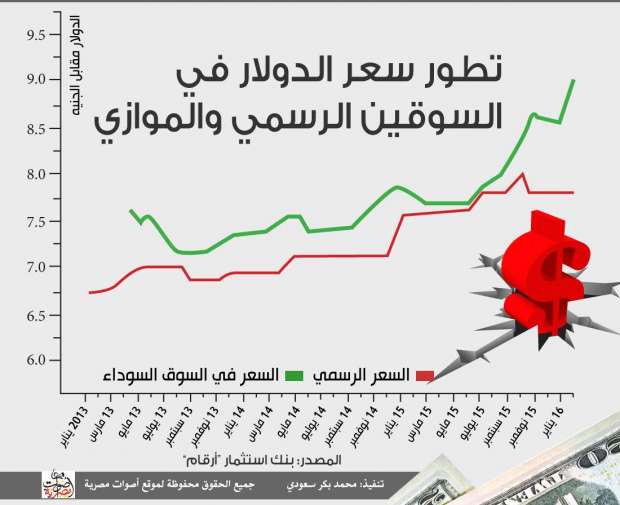 تطور سعر الدولار في
السوقين الرسمي والموازي
الدولار مقابل الجنيه
9.5
9.0
8.5
8.0
7.5
7.0
6.5
6.0
السعر الرسمي
السعر في السوق السوداء
يناير 2013
مارس 13
مايو 13
يوليو 13
سبتمبر 13
نوفمبر 13
يناير 14
مارس 14
مايو 14
يوليو 14
سبتمبر 14
نوفمبر 14
يناير 15
مارس 15
مايو 15
يوليو 15
سبتمبر 15
نوفمبر 15
يناير 16
المصدر: بنك استثمار "أرقام"
تنفيذ: محمد بكر سعودي
جميع الحقوق محفوظة لموقع أصوات مصرية
أصوات مصرية